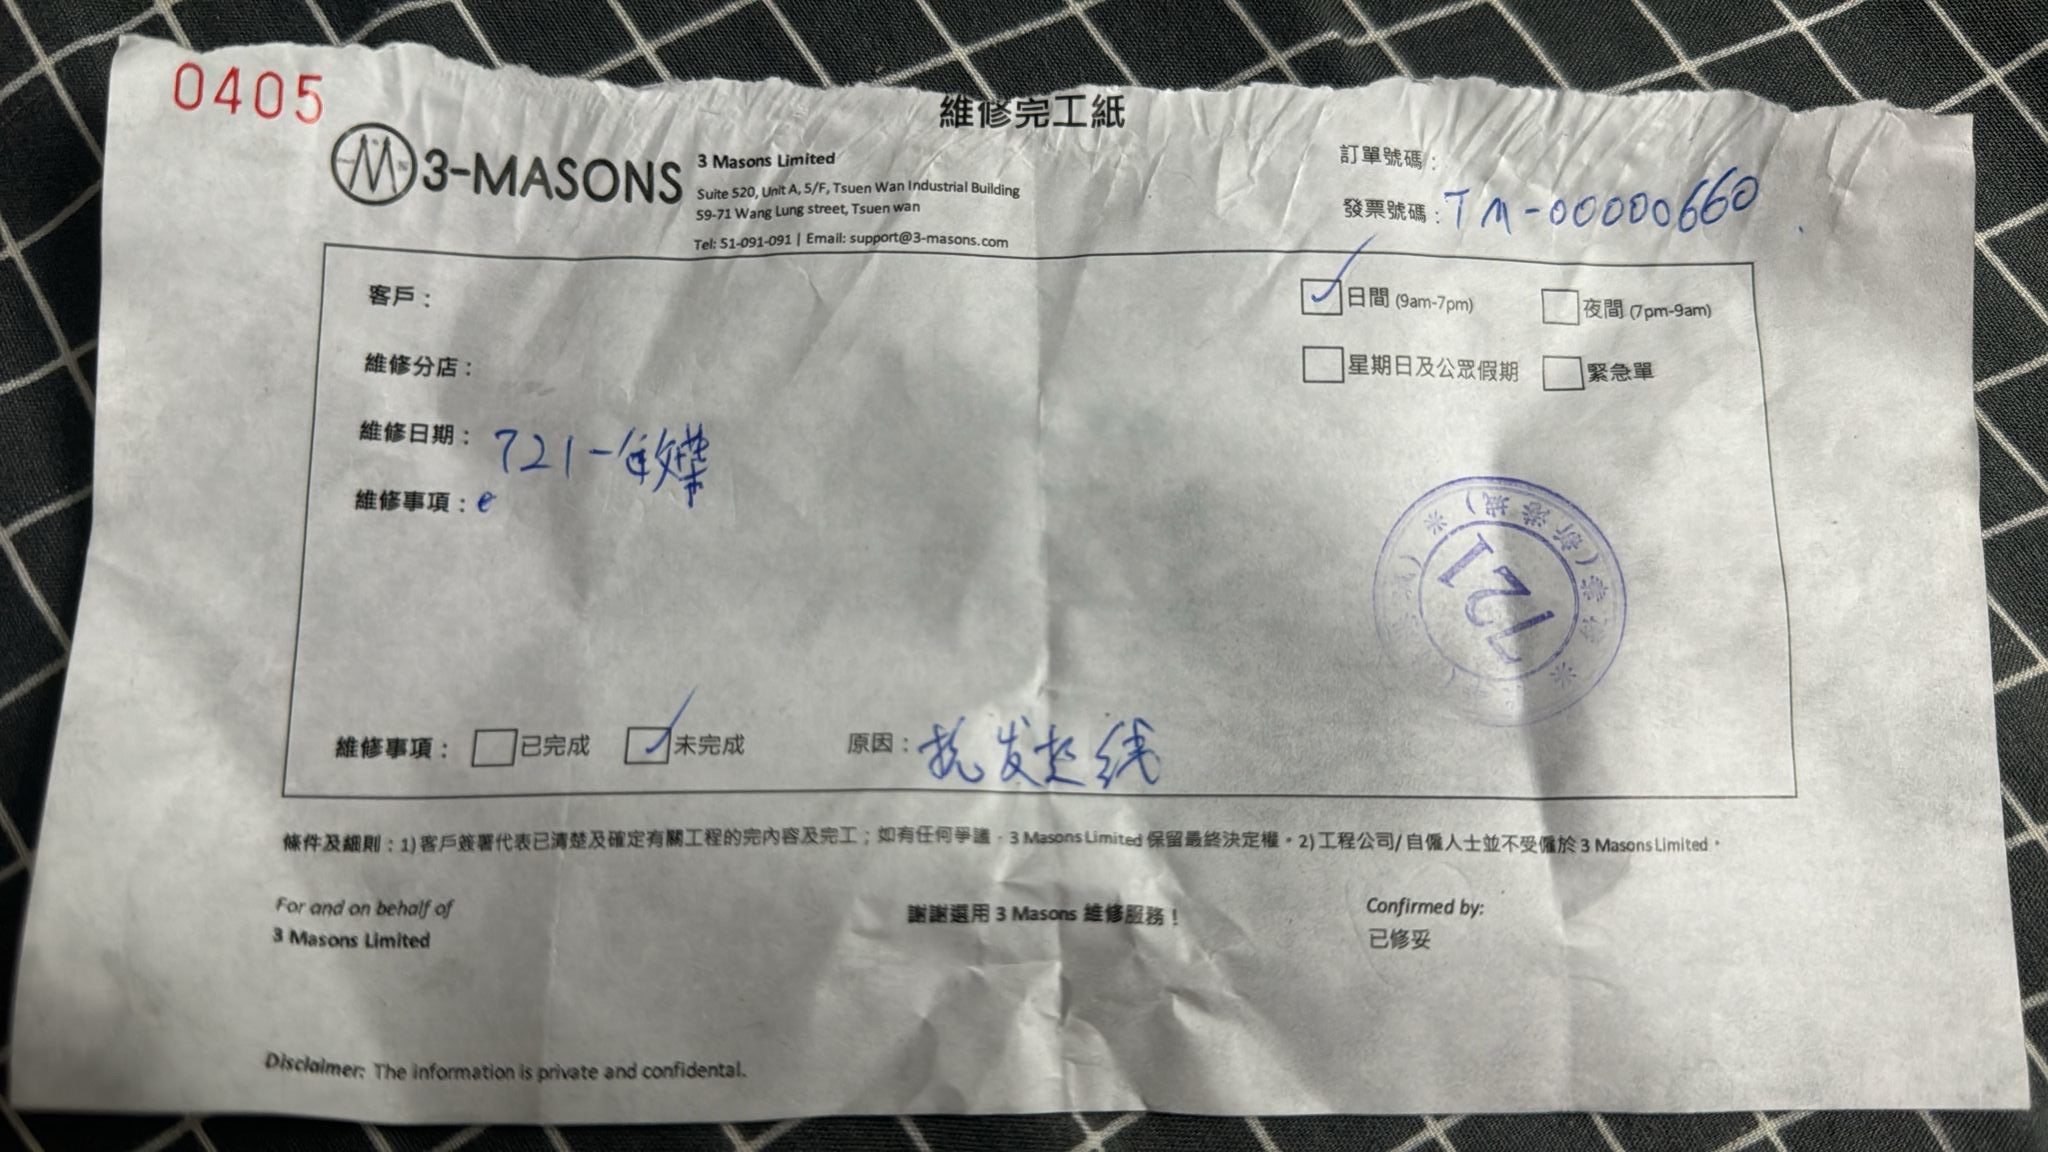 0405
維修完工紙
3-MASONS
3 Masons Limited
Suite 520, Unit A, 5/F, Tsuen Wan Industrial Building
59-71 Wang Lung street, Tsuen wan
Tel: 51-091-091 | Email: support@3-masons.com
訂單號碼：
發票號碼：TM-00000660
客戶：
日間 (9am-7pm)
夜間 (7pm-9am)
維修分店：
星期日及公眾假期
緊急單
維修日期：721-
維修事項：
721
維修事項：
已完成
未完成
原因：
條件及細則：1) 客戶簽署代表已清楚及確定有關工程的完內容及完工；如有任何爭議，3 Masons Limited 保留最終決定權。2) 工程公司/ 自僱人士並不受僱於 3 Masons Limited。
For and on behalf of
3 Masons Limited
謝謝選用 3 Masons 維修服務！
Confirmed by:
已修妥
Disclaimer: The information is private and confidental.